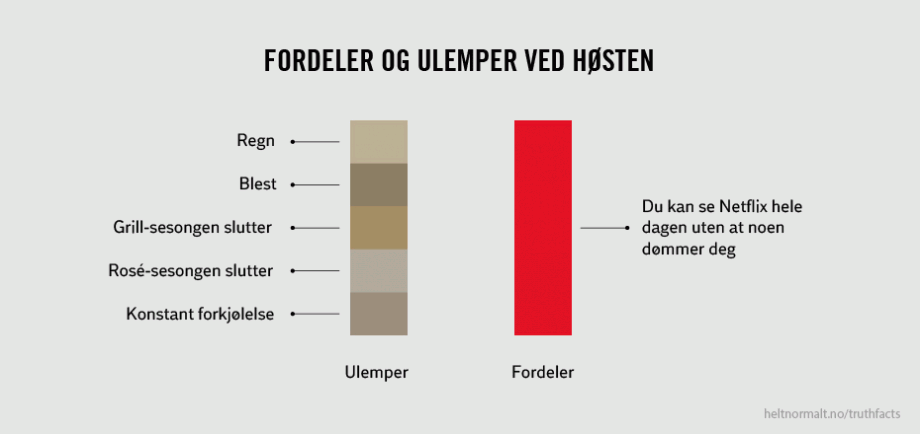 FORDELER OG ULEMPER VED HØSTEN
Regn
Blest
Grill-sesongen slutter
Rosé-sesongen slutter
Konstant forkjølelse
Du kan se Netflix hele
dagen uten at noen
dømmer deg
Ulemper
Fordeler
heltnormalt.no/truthfacts